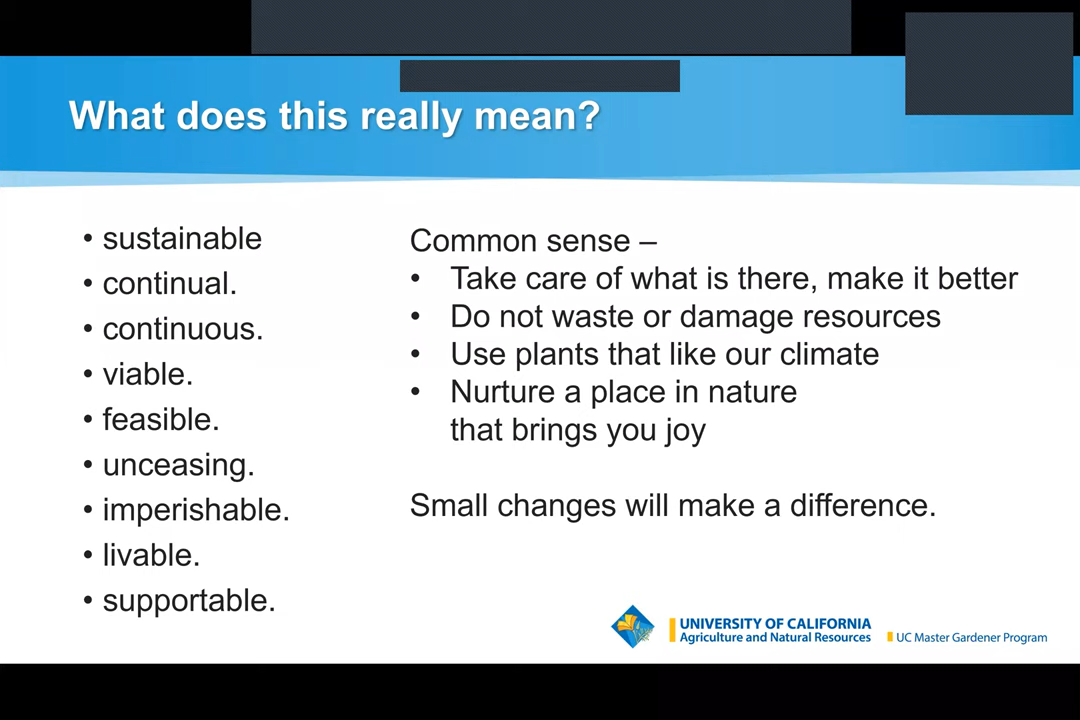 What does this really mean?
• sustainable
• continual.
• continuous.
• viable.
• feasible.
• unceasing.
• imperishable.
• livable.
• supportable.
Common sense –
• Take care of what is there, make it better
• Do not waste or damage resources
• Use plants that like our climate
• Nurture a place in nature
that brings you joy
Small changes will make a difference.
UNIVERSITY OF CALIFORNIA
Agriculture and Natural Resources
UC Master Gardener Program